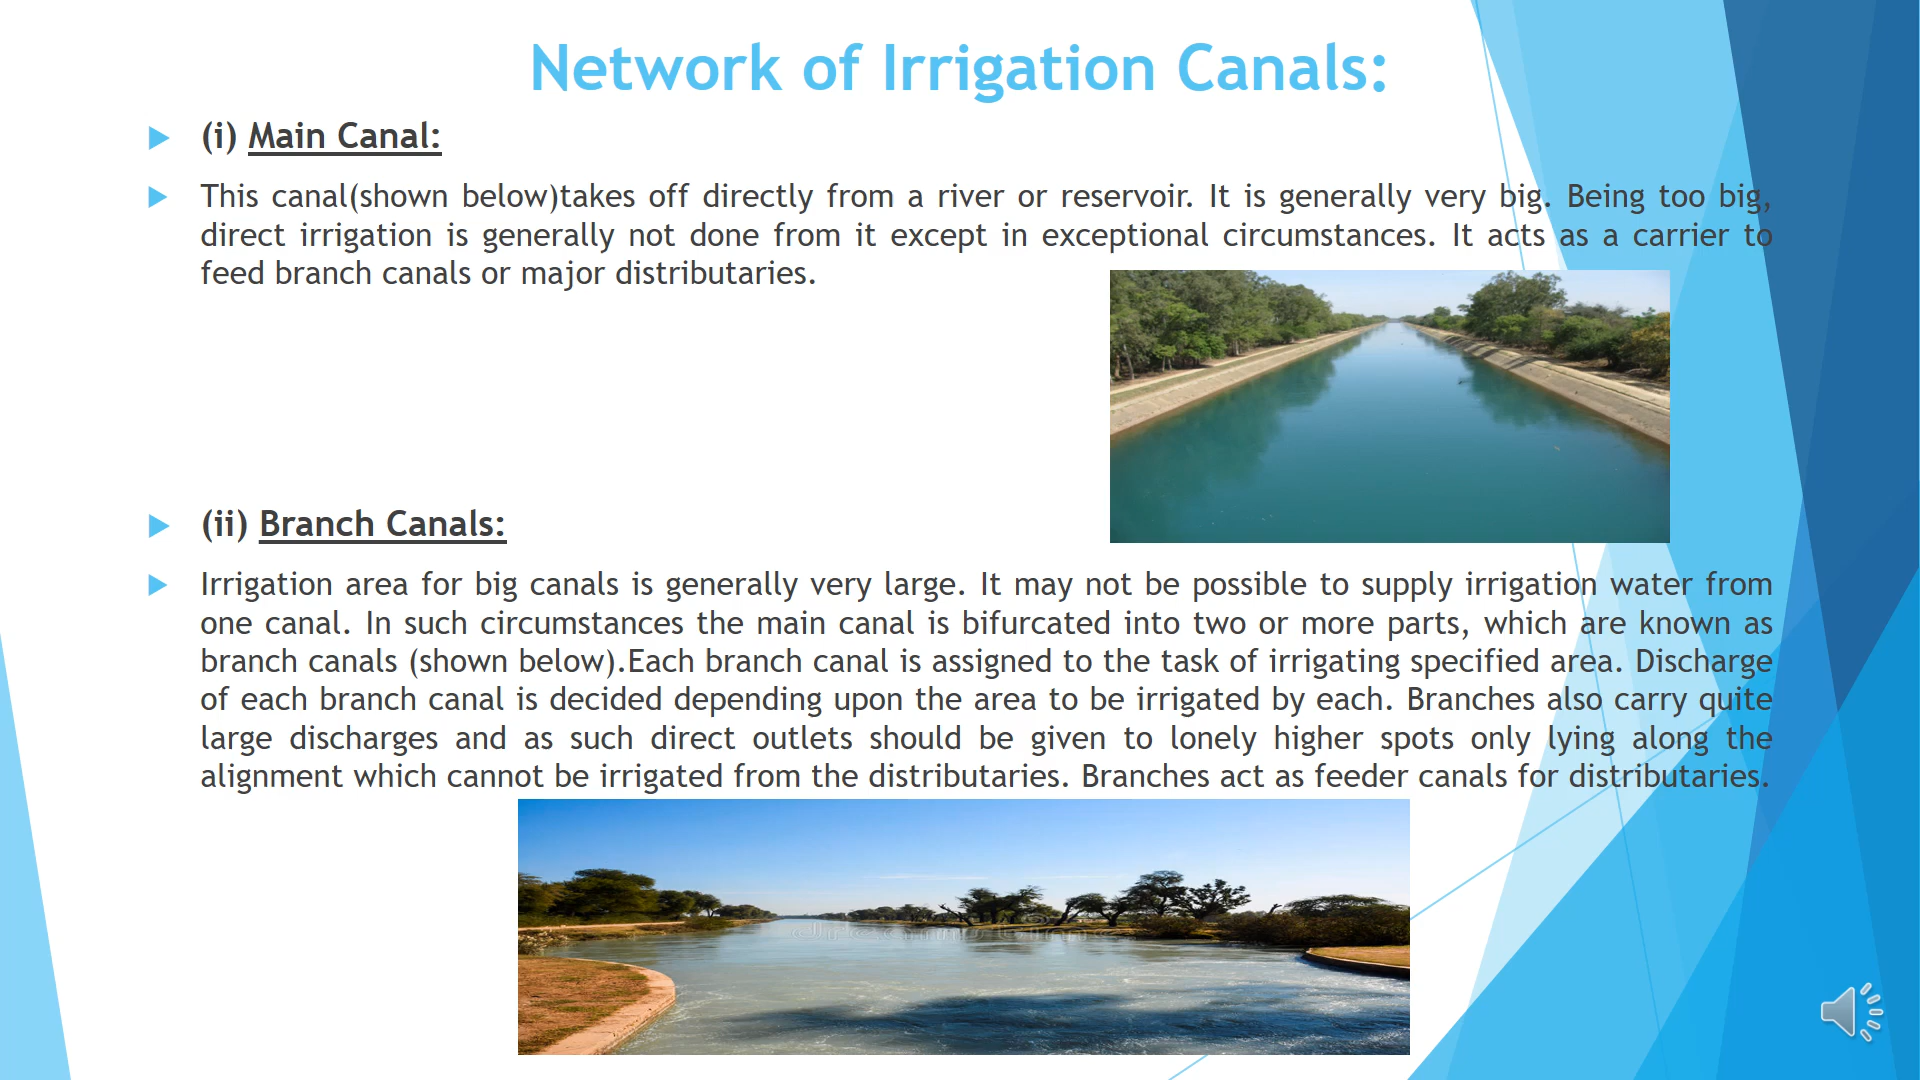 Network of Irrigation Canals:
(i) Main Canal:
This canal(shown below)takes off directly from a river or reservoir. It is generally very big. Being too big,
direct irrigation is generally not done from it except in exceptional circumstances. It acts as a carrier to
feed branch canals or major distributaries.
(ii) Branch Canals:
Irrigation area for big canals is generally very large. It may not be possible to supply irrigation water from
one canal. In such circumstances the main canal is bifurcated into two or more parts, which are known as
branch canals (shown below).Each branch canal is assigned to the task of irrigating specified area. Discharge
of each branch canal is decided depending upon the area to be irrigated by each. Branches also carry quite
large discharges and as such direct outlets should be given to lonely higher spots only lying along the
alignment which cannot be irrigated from the distributaries. Branches act as feeder canals for distributaries.